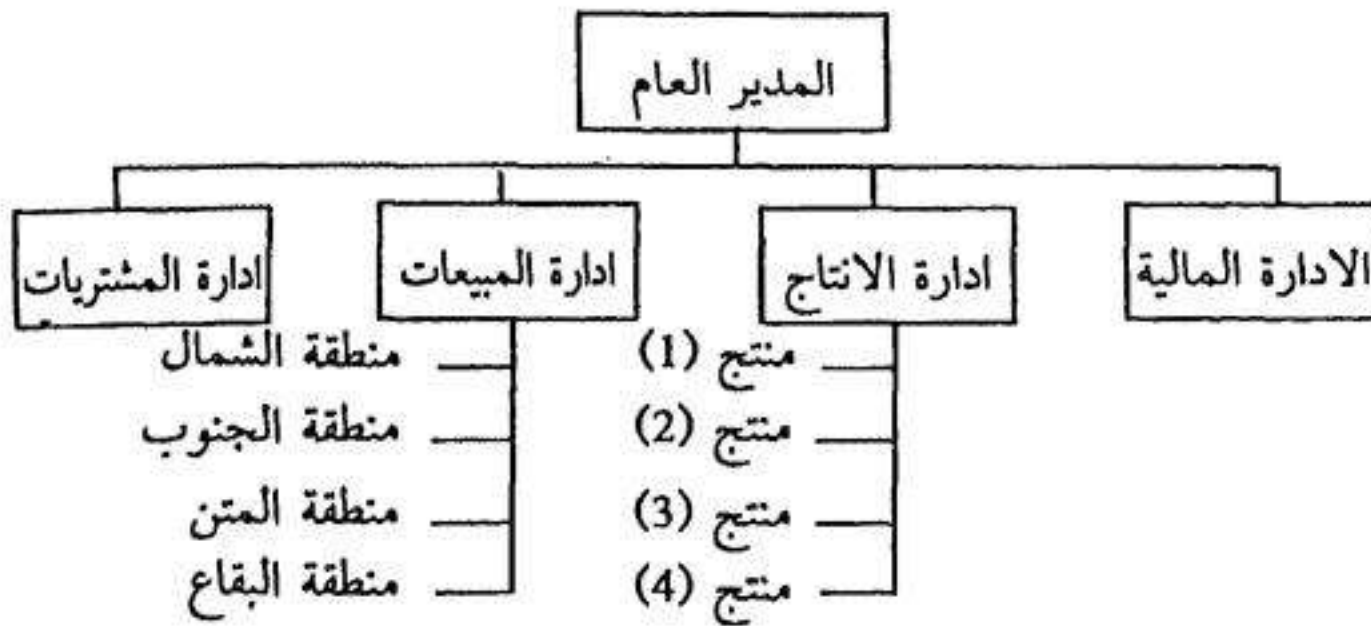 المدير العام
الادارة المالية
ادارة الانتاج
ادارة المبيعات
ادارة المشتريات
منتج (1)
منتج (2)
منتج (3)
منتج (4)
منطقة الشمال
منطقة الجنوب
منطقة المتن
منطقة البقاع